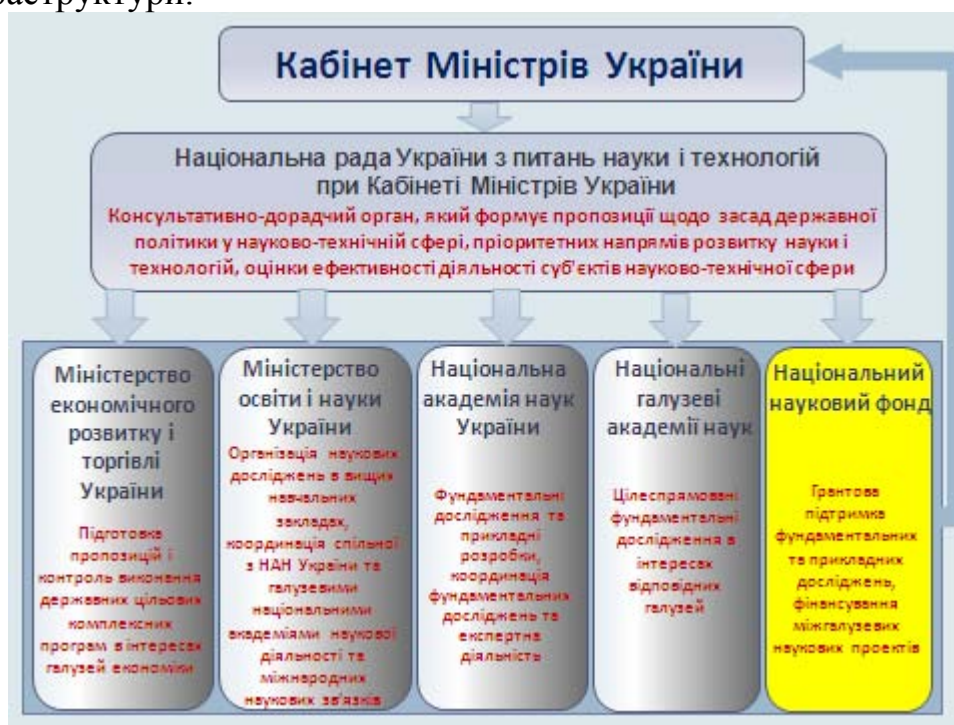 раструктури.
Кабінет Міністрів України
Національна рада України з питань науки і технологій
при Кабінеті Міністрів України
Консультативно-дорадчий орган, який формує пропозиції щодо засад державної
політики у науково-технічній сфері, пріоритетних напрямів розвитку науки і
технологій, оцінки ефективності діяльності суб'єктів науково-технічної сфери
Міністерство
економічного
розвитку і
торгівлі
України
Підготовка
пропозицій і
контроль виконання
державних цільових
комплексних
програм в інтересах
галузей економіки
Міністерство
освіти і науки
України
Організація наукових
досліджень в вищих
навчальних
закладах,
координація спільної
з НАН України та
галузевими
національними
академіями наукової
діяльності та
міжнародних
наукових зв'язків
Національна
академія наук
України
Фундаментальні
дослідження та
прикладні
розробки,
координація
фундаментальних
досліджень та
експертна
діяльність
Національні
галузеві
академії наук
Цілеспрямовані
фундаментальні
дослідження в
інтересах
відповідних
галузей
Національний
науковий фонд
Грантова
підтримка
фундаментальних
та прикладних
досліджень,
фінансування
міжгалузевих
наукових проектів